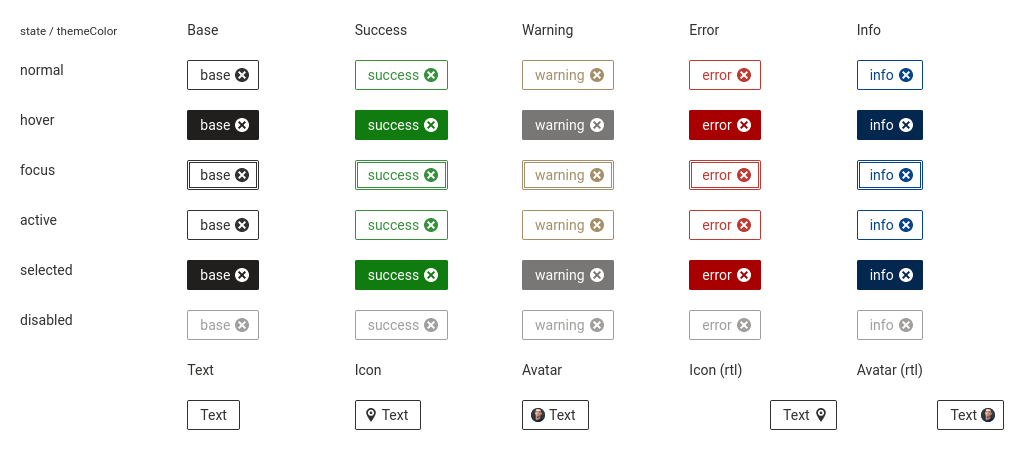 state / themeColor Base Success Warning Error Info
normal base success warning error info
hover base success warning error info
focus base success warning error info
active base success warning error info
selected base success warning error info
disabled base success warning error info
Text Icon Avatar Icon (rtl) Avatar (rtl)
Text Text Text Text Text